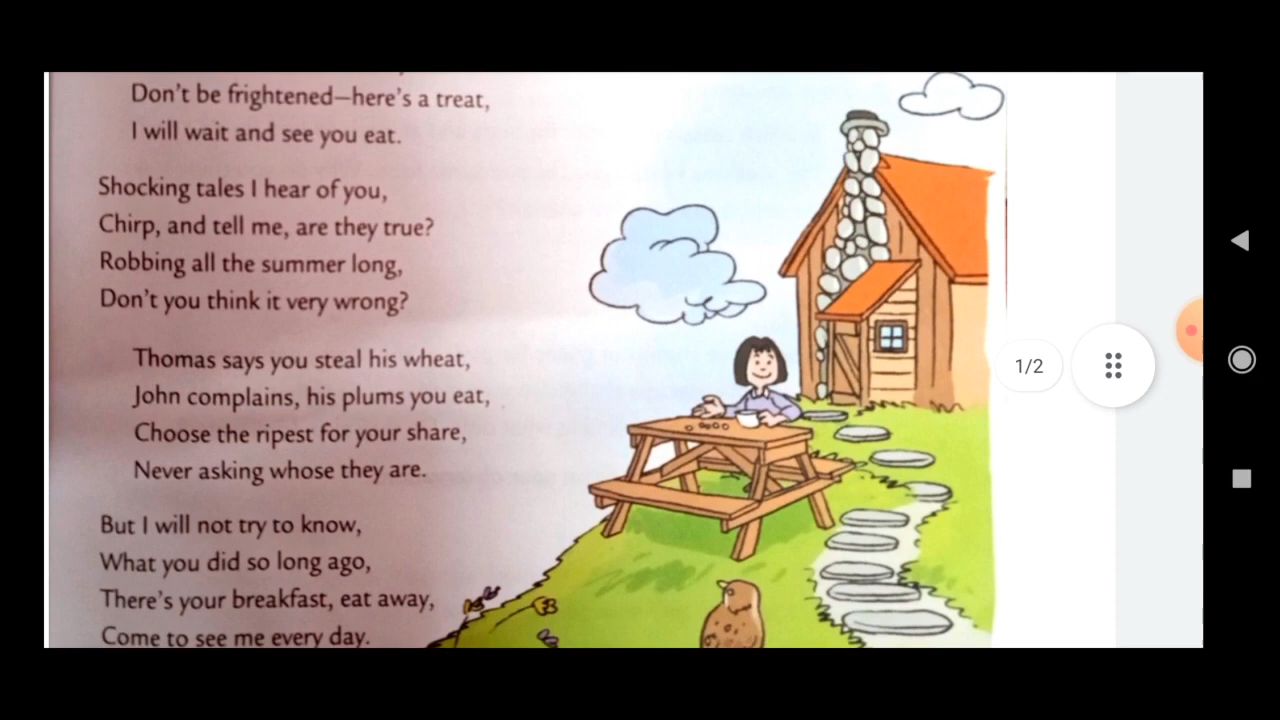 Don't be frightened—here's a treat,
I will wait and see you eat.
Shocking tales I hear of you,
Chirp, and tell me, are they true?
Robbing all the summer long,
Don't you think it very wrong?
Thomas says you steal his wheat,
John complains, his plums you eat,
Choose the ripest for your share,
Never asking whose they are.
But I will not try to know,
What you did so long ago,
There's your breakfast, eat away,
Come to see me every day.
1/2